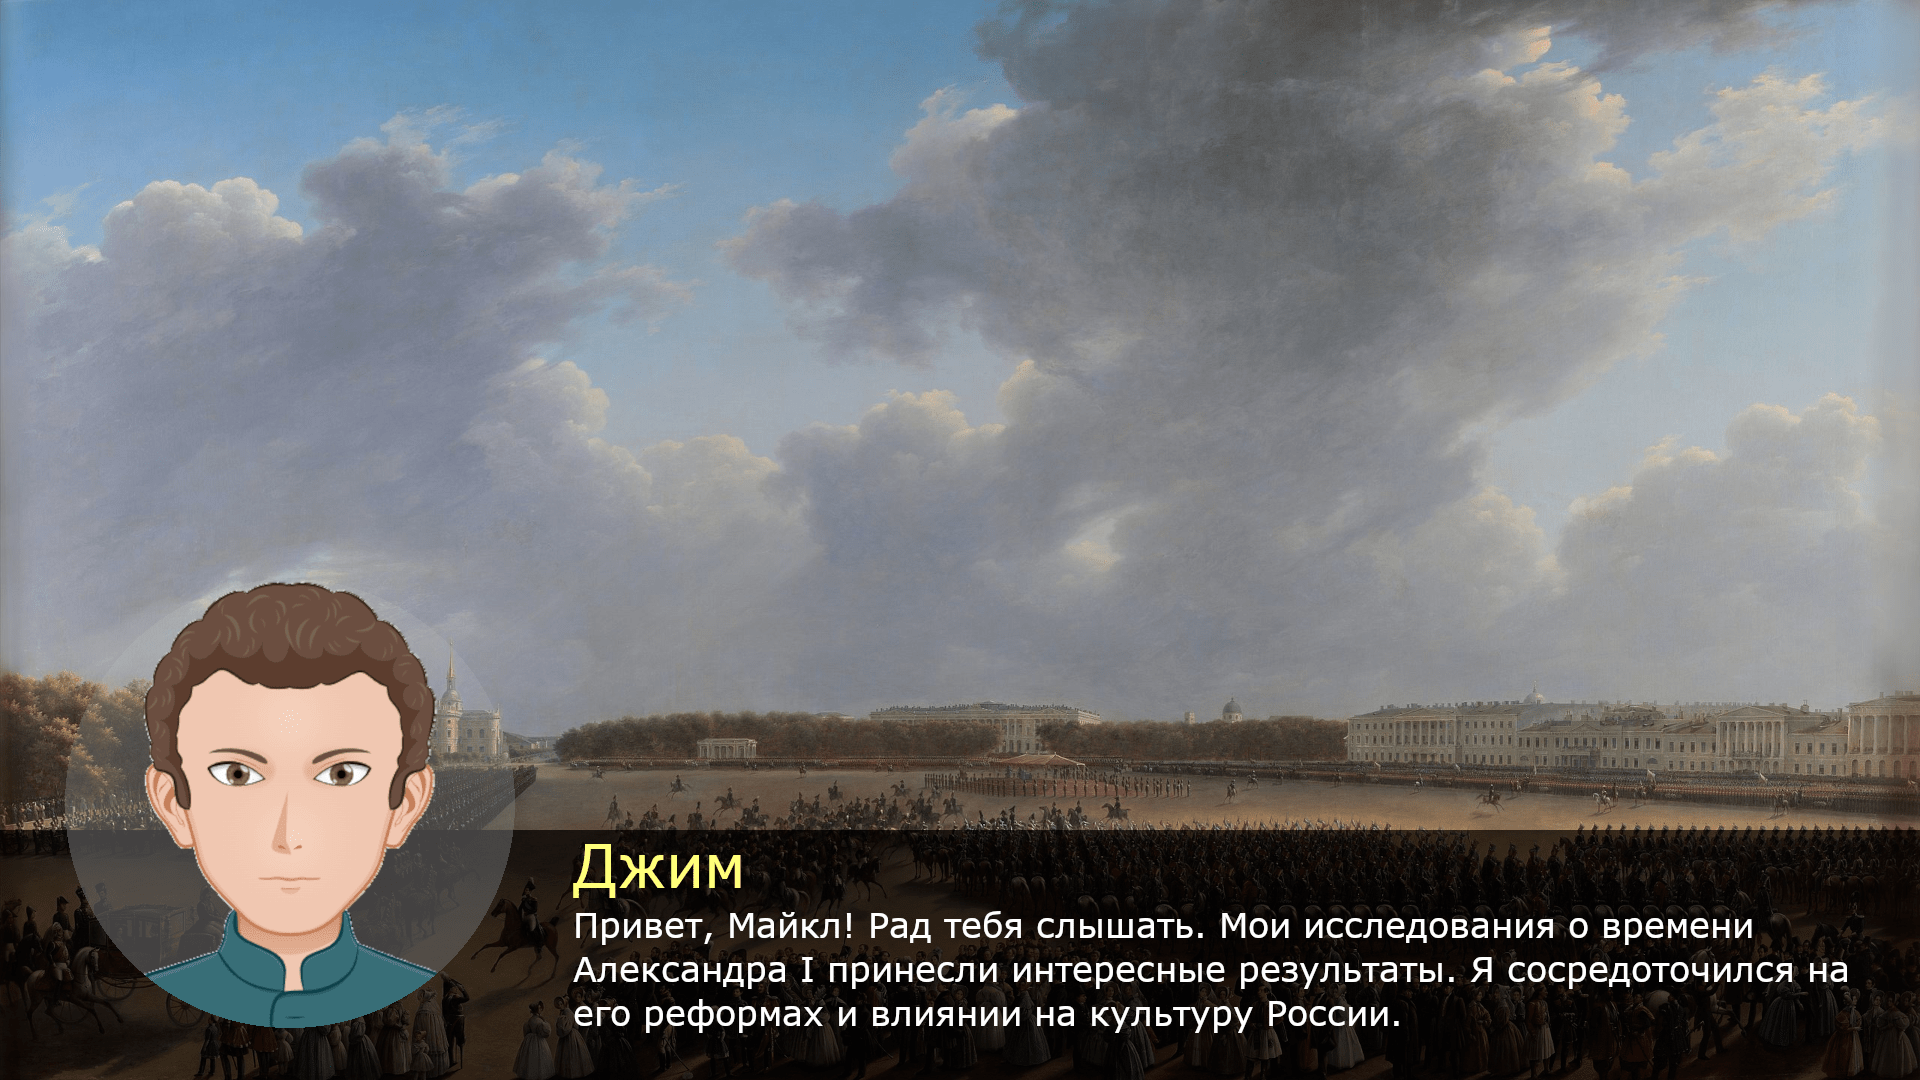 Джим
Привет, Майкл! Рад тебя слышать. Мои исследования о времени
Александра I принесли интересные результаты. Я сосредоточился на
его реформах и влиянии на культуру России.